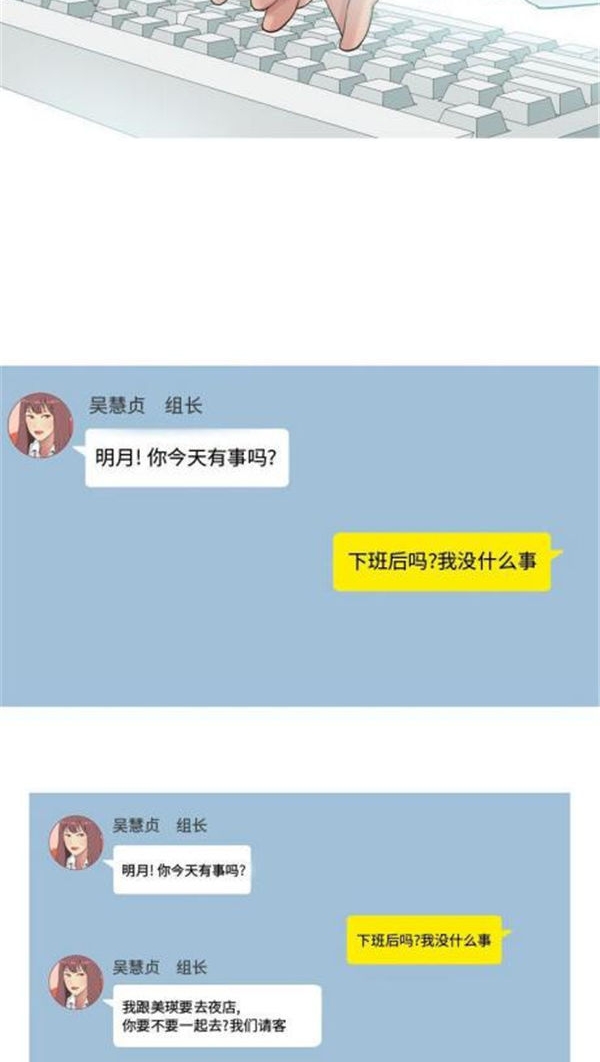 吴慧贞 组长
明月! 你今天有事吗?
下班后吗?我没什么事
吴慧贞 组长
明月! 你今天有事吗?
下班后吗?我没什么事
吴慧贞 组长
我跟美瑛要去夜店,
你要不要一起去?我们请客